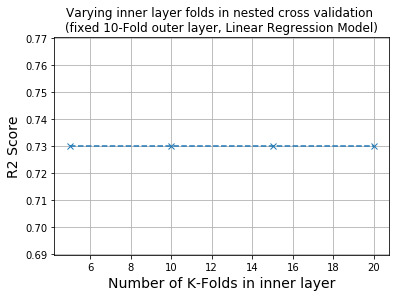 Varying inner layer folds in nested cross validation
(fixed 10-Fold outer layer, Linear Regression Model)
0.77
0.76
0.75
0.74
0.73
0.72
0.71
0.70
0.69
R2 Score
6 8 10 12 14 16 18 20
Number of K-Folds in inner layer